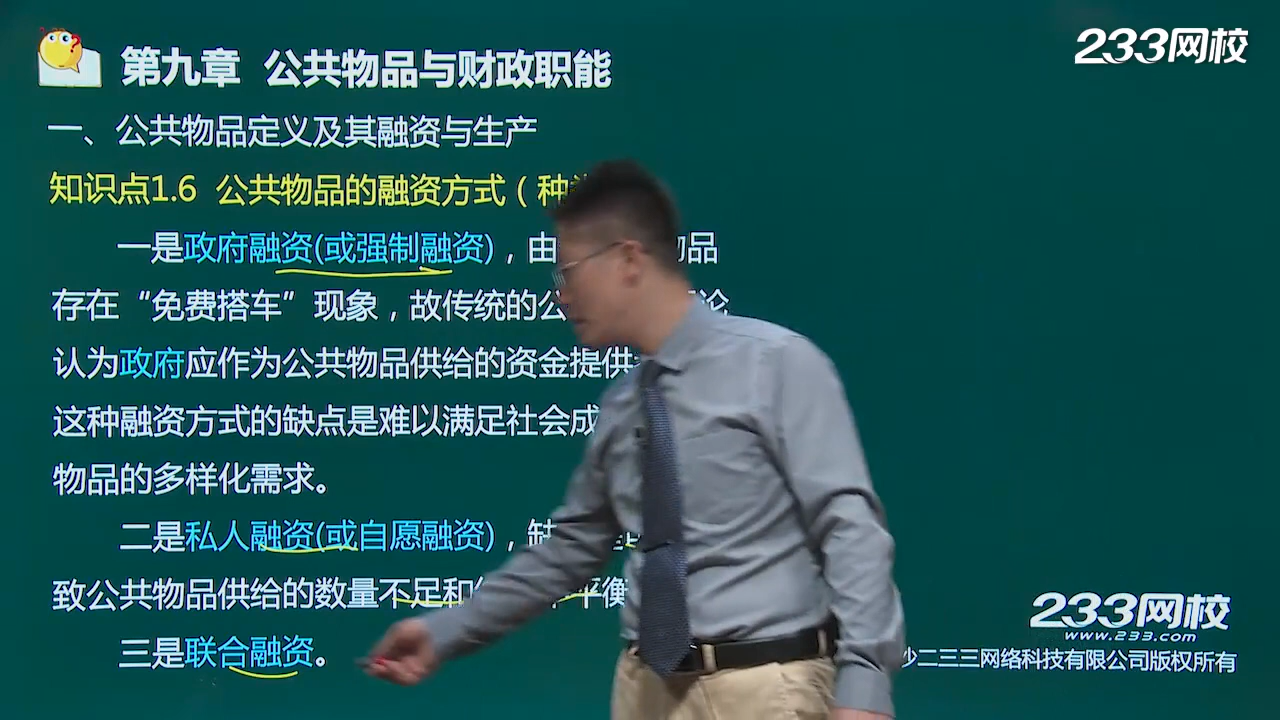 233网校
第九章 公共物品与财政职能
一、公共物品定义及其融资与生产
知识点1.6 公共物品的融资方式（种
一是政府融资(或强制融资)，由 物品
存在“免费搭车”现象，故传统的公 论
认为政府应作为公共物品供给的资金提供
这种融资方式的缺点是难以满足社会成
物品的多样化需求。
二是私人融资(或自愿融资)，缺
致公共物品供给的数量不足和 平衡
三是联合融资。
233网校
www.233.com
沙二三三网络科技有限公司版权所有